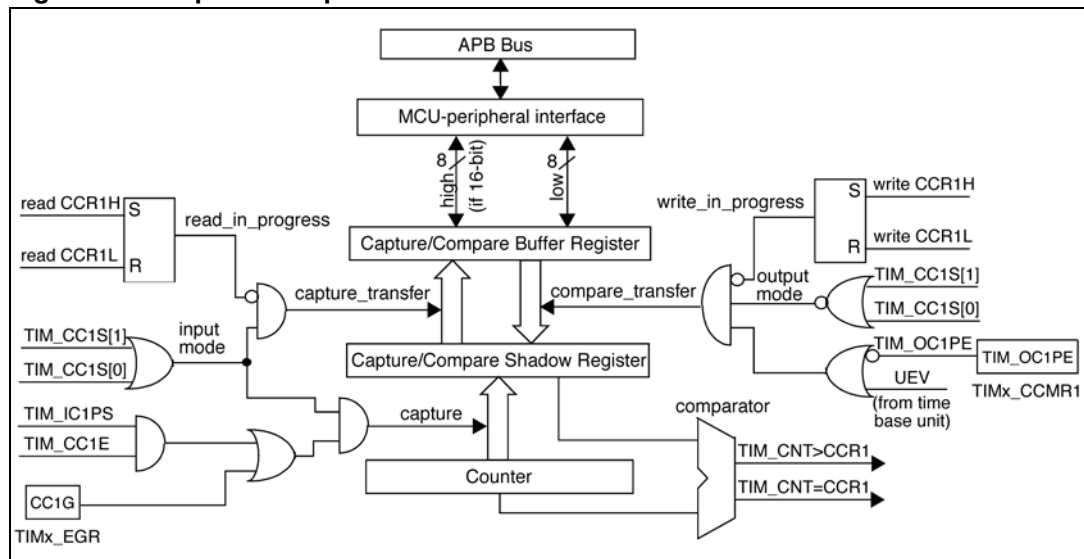 APB Bus
MCU-peripheral interface
8
high
(if 16-bit)
8
low
read CCR1H
S
read_in_progress
read CCR1L
R
write_in_progress
S
write CCR1H
R
write CCR1L
Capture/Compare Buffer Register
capture_transfer
compare_transfer
output
mode
TIM_CC1S[1]
TIM_CC1S[0]
TIM_CC1S[1]
input
mode
TIM_CC1S[0]
Capture/Compare Shadow Register
TIM_OC1PE
TIM_OC1PE
UEV
TIMx_CCMR1
(from time
base unit)
TIM_IC1PS
TIM_CC1E
capture
comparator
Counter
TIM_CNT>CCR1
TIM_CNT=CCR1
CC1G
TIMx_EGR